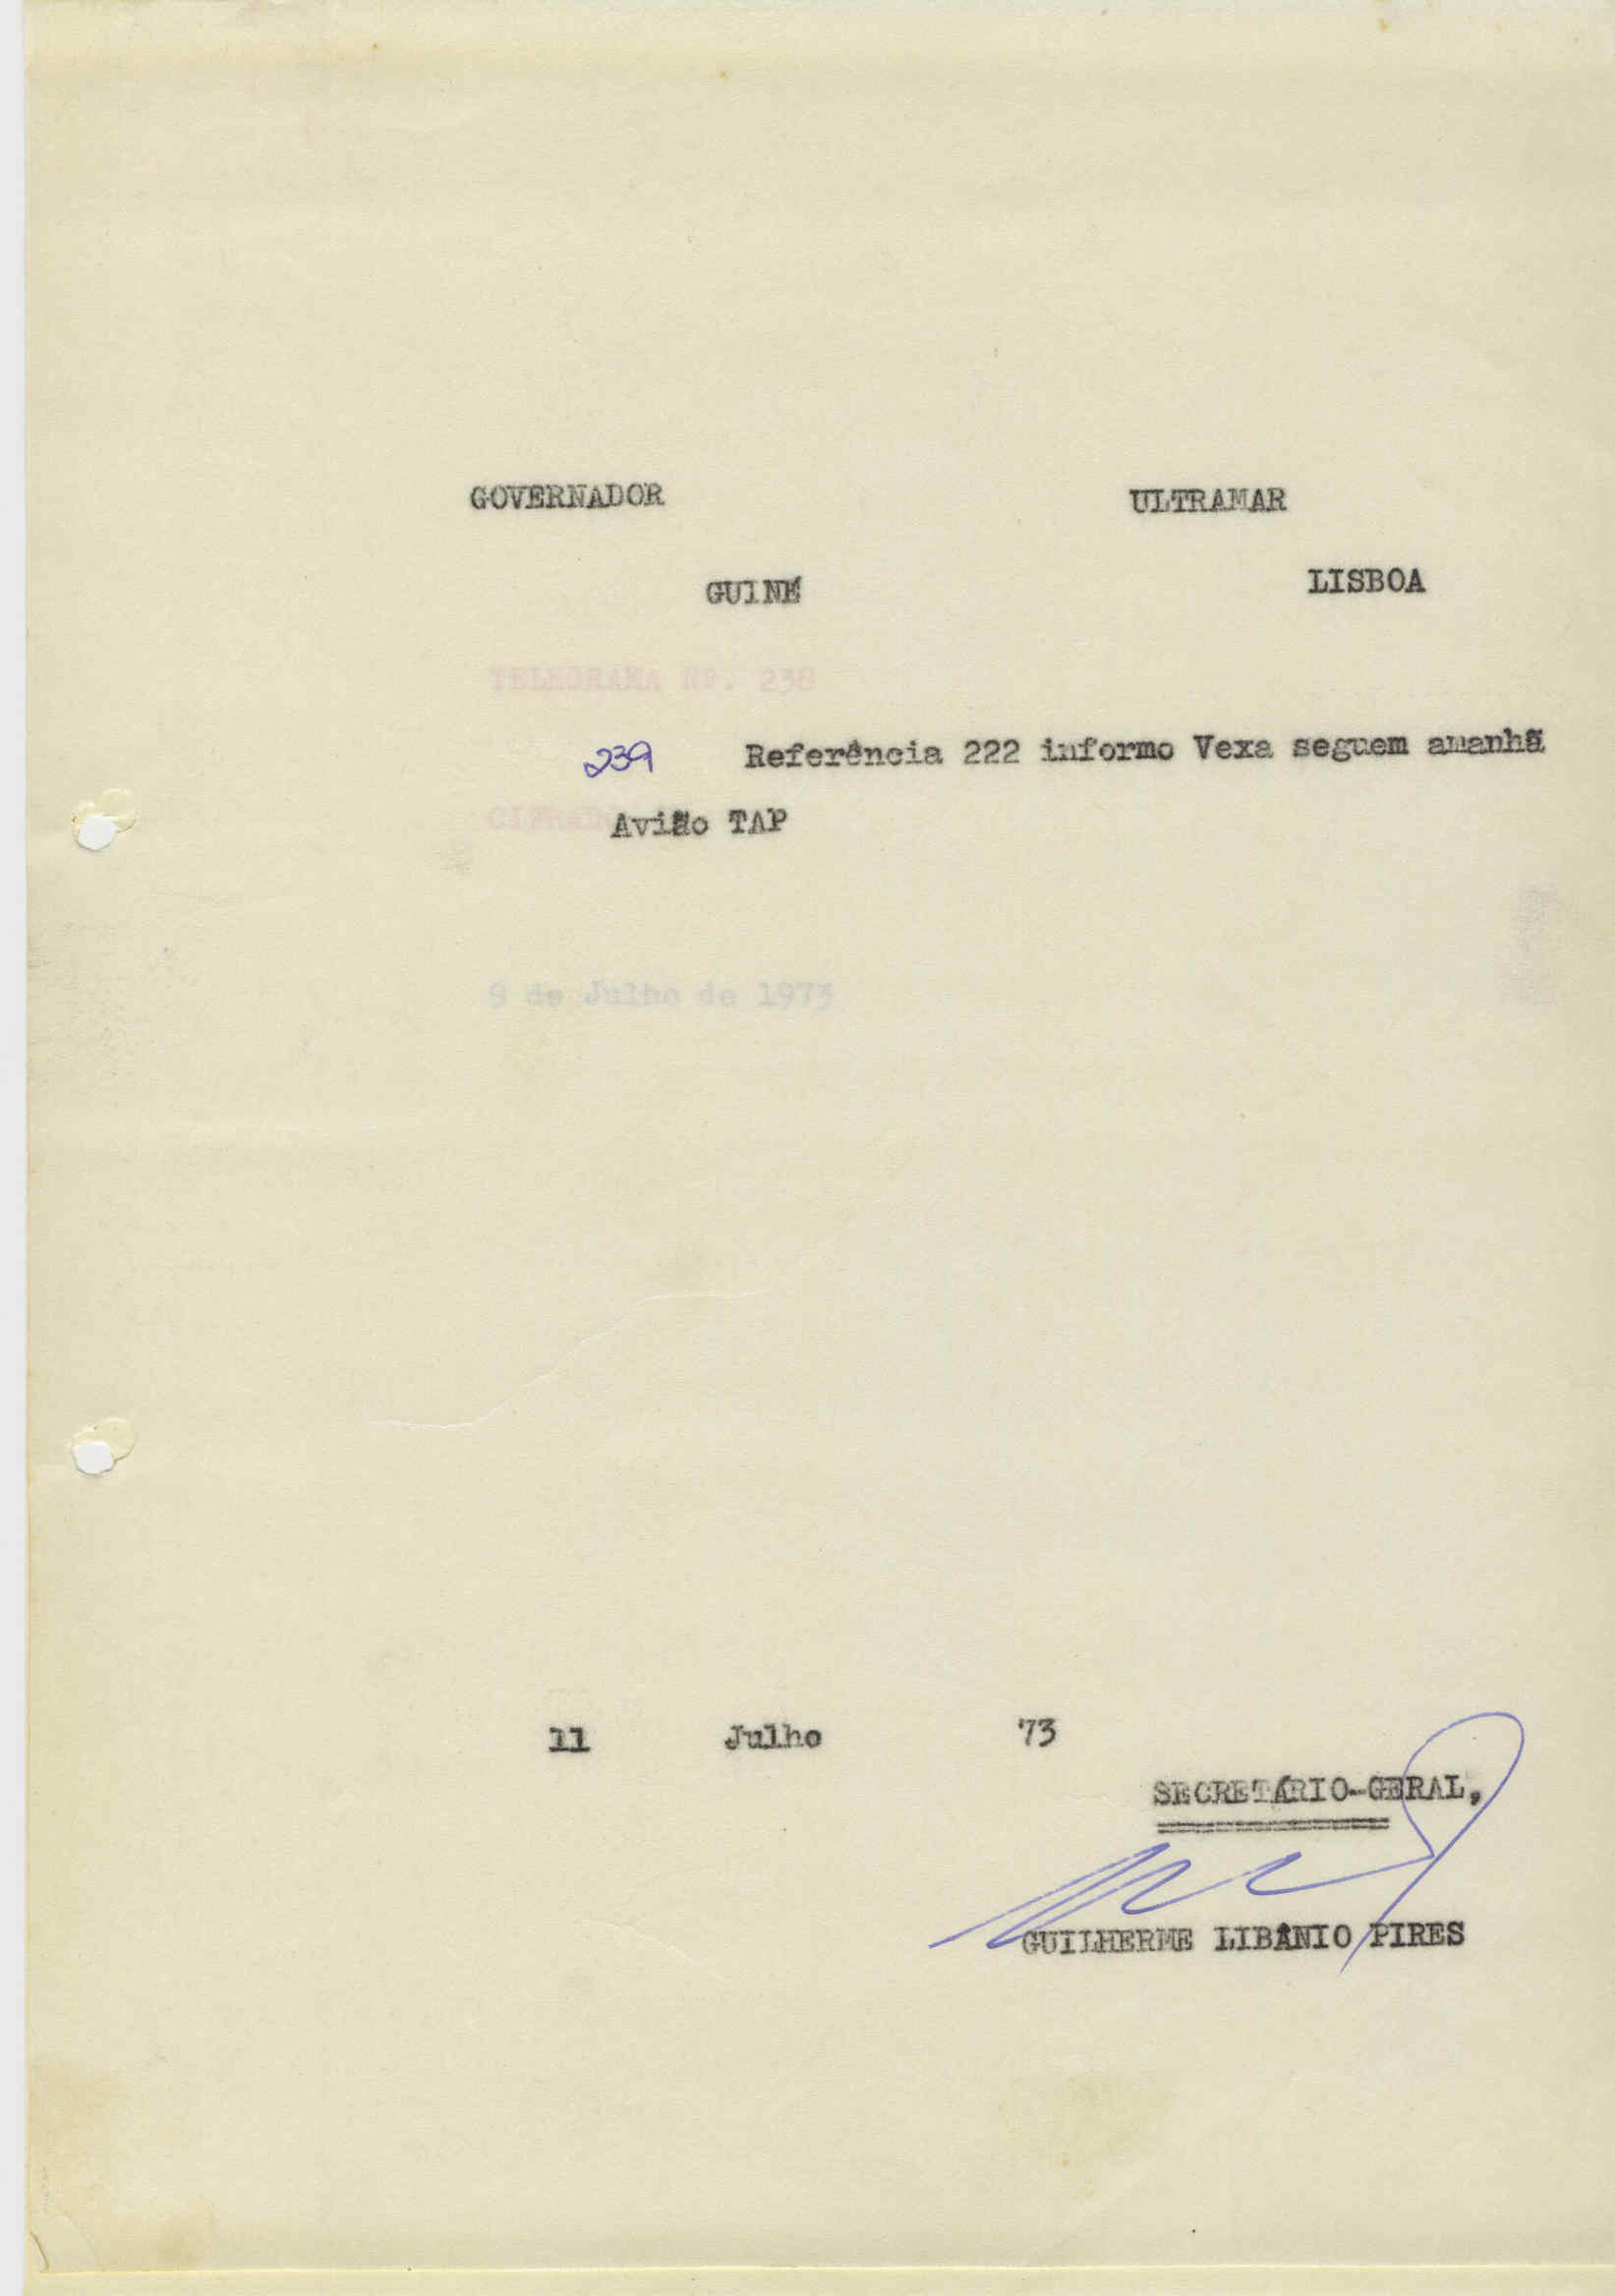 GOVERNADOR ULTRAMAR
GUINÉ LISBOA
TELEGRAMA Nº. 238
239 Referência 222 informo Vexa seguem amanhã
CIFRADO
Avião TAP
9 de Julho de 1973
11 Julho 73
SECRETÁRIO-GERAL,
GUILHERME LIBÂNIO PIRES